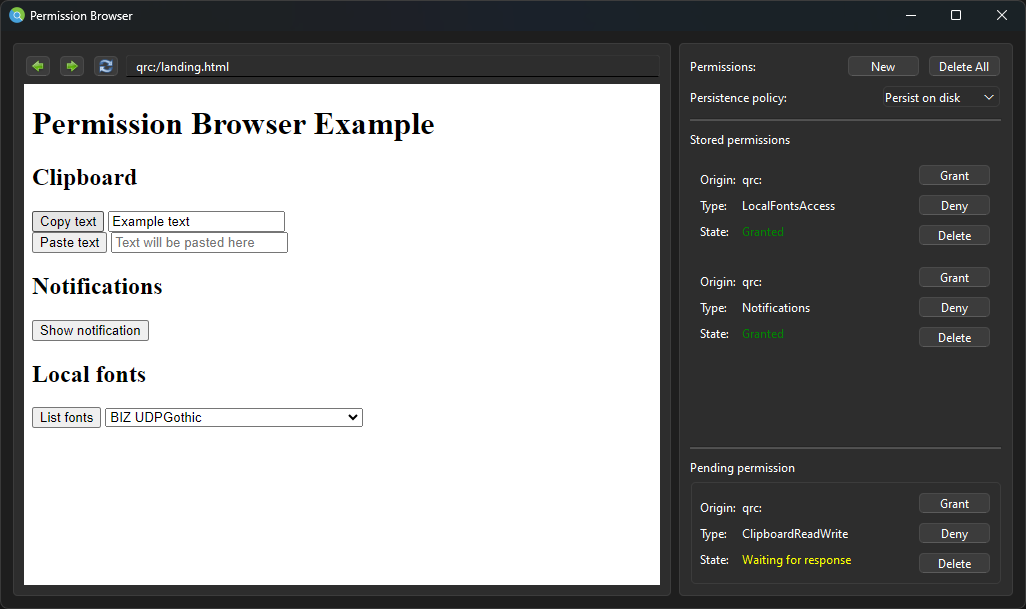 Permission Browser
qrc:/landing.html
Permission Browser Example
Clipboard
Copy text Example text
Paste text Text will be pasted here
Notifications
Show notification
Local fonts
List fonts BIZ UDPGothic
Permissions: New Delete All
Persistence policy: Persist on disk
Stored permissions
Origin: qrc: Grant
Type: LocalFontsAccess Deny
State: Granted Delete
Origin: qrc: Grant
Type: Notifications Deny
State: Granted Delete
Pending permission
Origin: qrc: Grant
Type: ClipboardReadWrite Deny
State: Waiting for response Delete